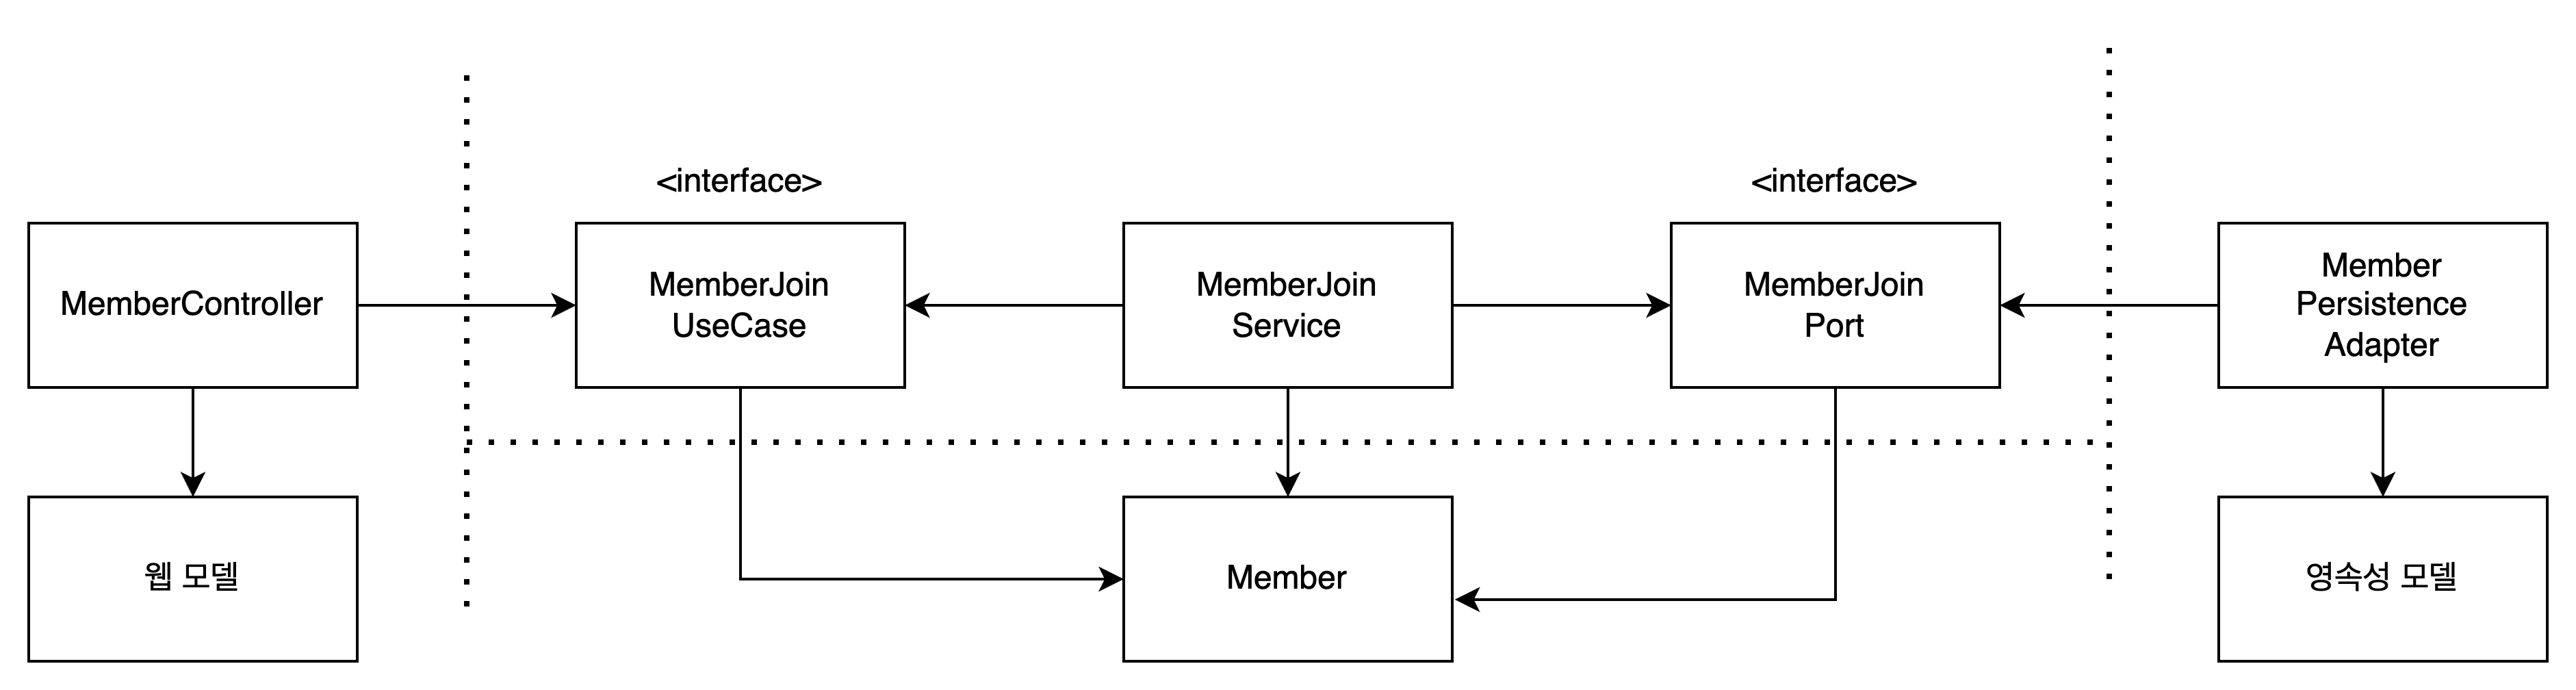 <interface>
<interface>
MemberController
MemberJoin
UseCase
MemberJoin
Service
MemberJoin
Port
Member
Persistence
Adapter
웹 모델
Member
영속성 모델